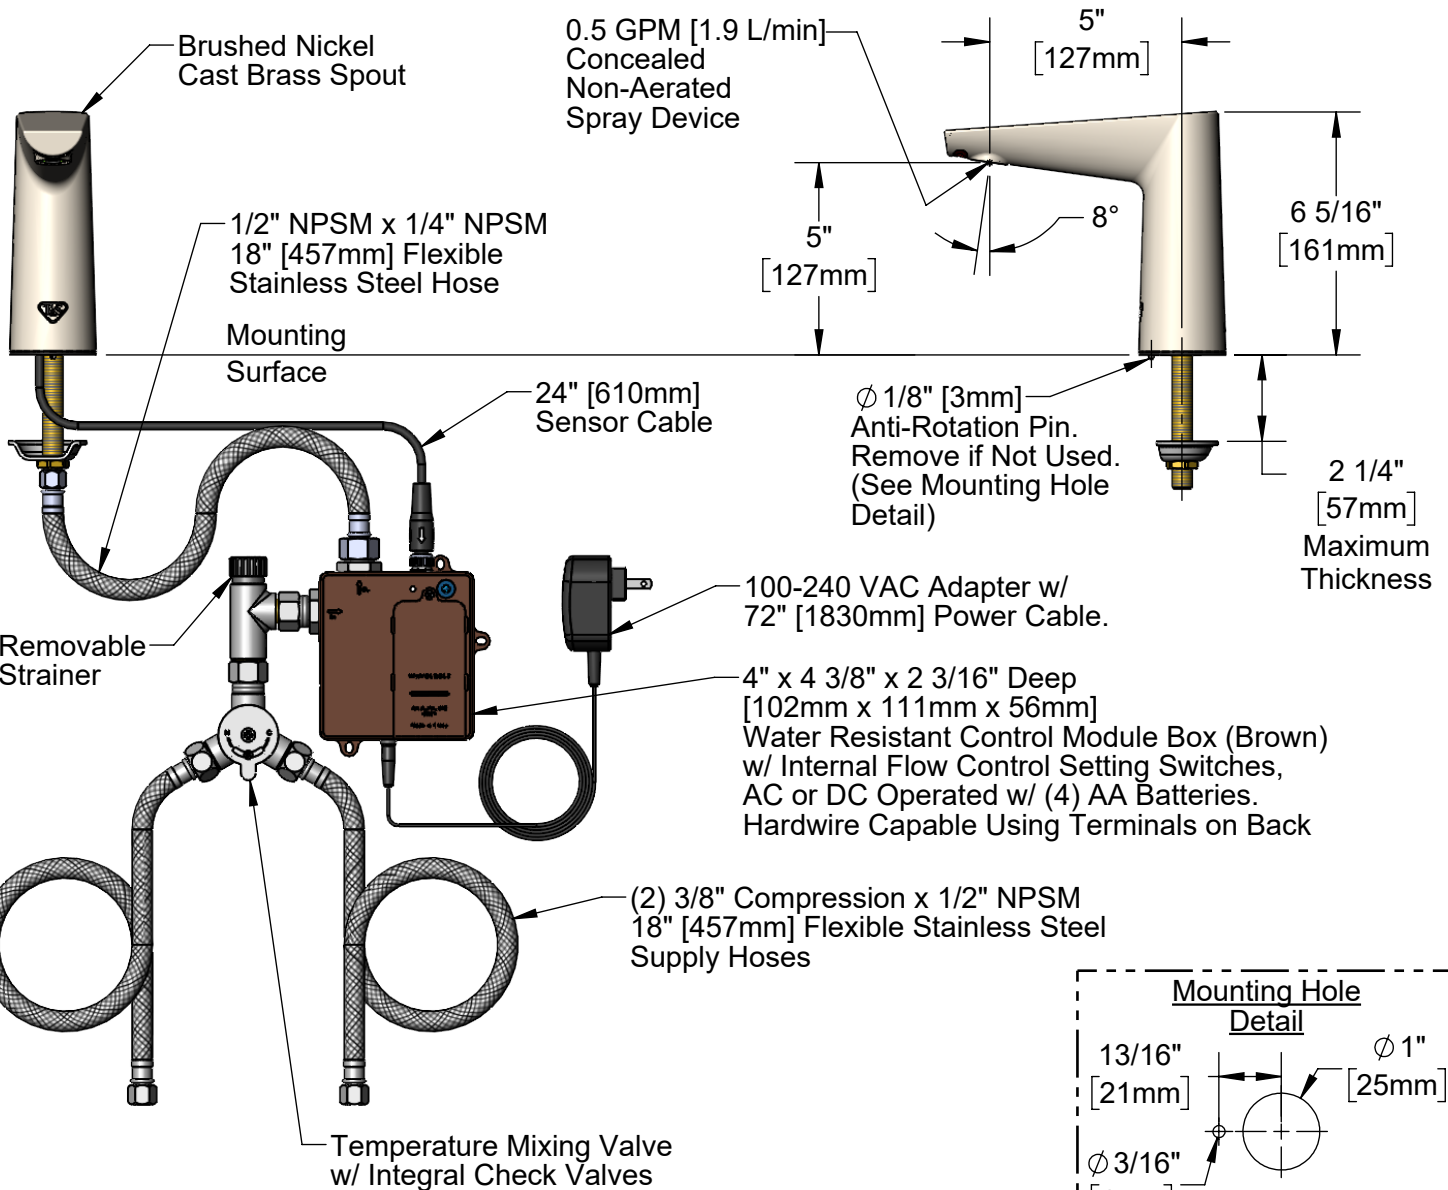 Brushed Nickel
Cast Brass Spout
0.5 GPM [1.9 L/min]
Concealed
Non-Aerated
Spray Device
5"
[127mm]
1/2" NPSM x 1/4" NPSM
18" [457mm] Flexible
Stainless Steel Hose
5"
[127mm]
8°
6 5/16"
[161mm]
Mounting
Surface
24" [610mm]
Sensor Cable
Ø 1/8" [3mm]
Anti-Rotation Pin.
Remove if Not Used.
(See Mounting Hole
Detail)
2 1/4"
[57mm]
Maximum
Thickness
Removable
Strainer
100-240 VAC Adapter w/
72" [1830mm] Power Cable.
4" x 4 3/8" x 2 3/16" Deep
[102mm x 111mm x 56mm]
Water Resistant Control Module Box (Brown)
w/ Internal Flow Control Setting Switches,
AC or DC Operated w/ (4) AA Batteries.
Hardwire Capable Using Terminals on Back
(2) 3/8" Compression x 1/2" NPSM
18" [457mm] Flexible Stainless Steel
Supply Hoses
Temperature Mixing Valve
w/ Integral Check Valves
Mounting Hole
Detail
13/16"
[21mm]
Ø 1"
[25mm]
Ø 3/16"